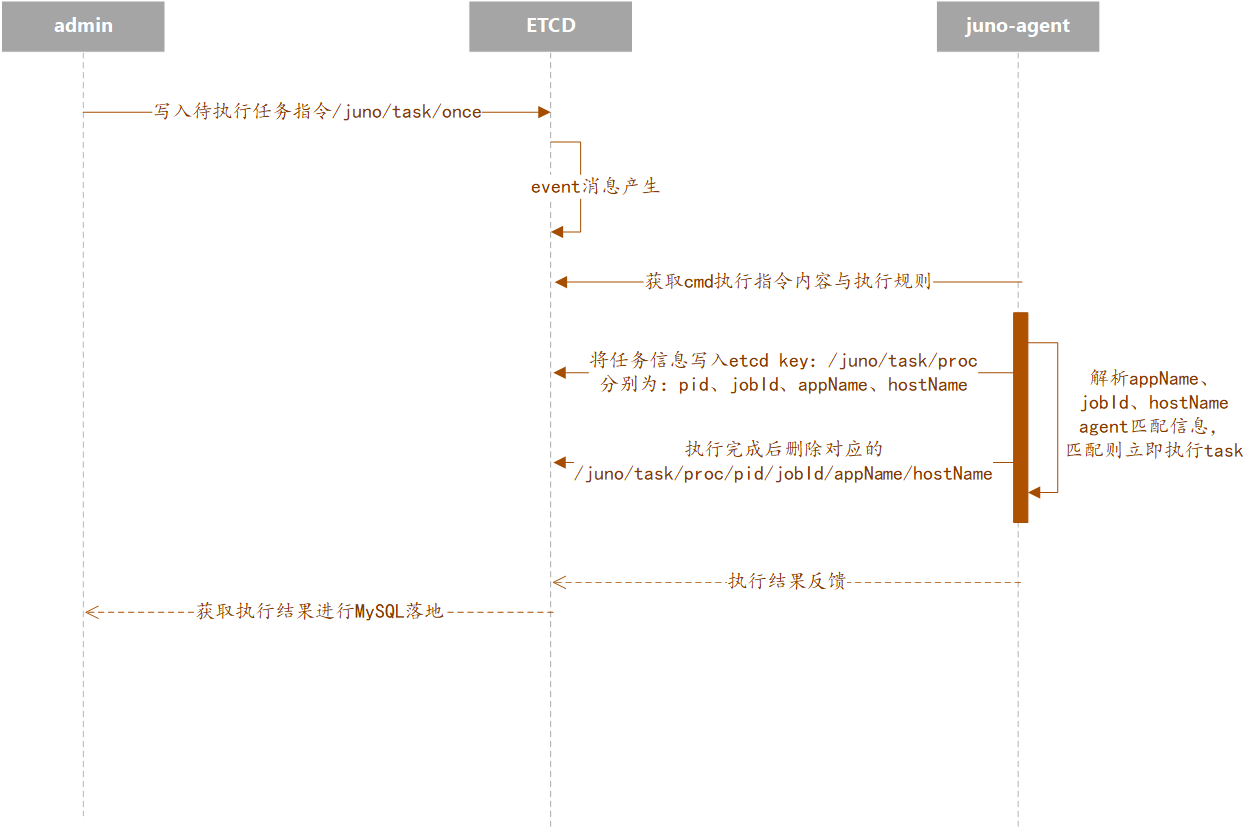 admin
ETCD
juno-agent
写入待执行任务指令/juno/task/once
event消息产生
获取cmd执行指令内容与执行规则
将任务信息写入etcd key: /juno/task/proc
分别为: pid、jobId、appName、hostName
解析appName、
jobId、hostName
agent匹配信息，
匹配则立即执行task
执行完成后删除对应的
/juno/task/proc/pid/jobId/appName/hostName
执行结果反馈
获取执行结果进行MySQL落地